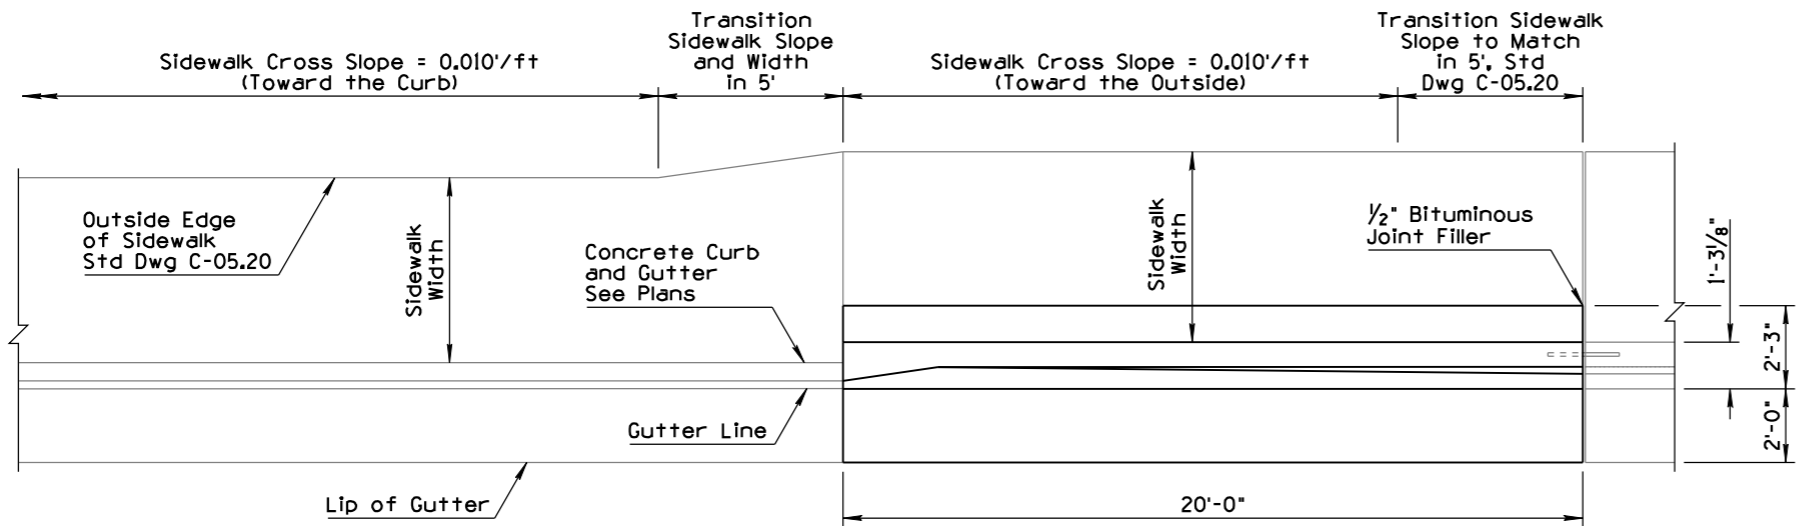 Sidewalk Cross Slope = 0.010'/ft
(Toward the Curb)
Transition
Sidewalk Slope
and Width
in 5'
Sidewalk Cross Slope = 0.010'/ft
(Toward the Outside)
Transition Sidewalk
Slope to Match
in 5', Std
Dwg C-05.20
Outside Edge
of Sidewalk
Std Dwg C-05.20
Sidewalk
Width
Concrete Curb
and Gutter
See Plans
Sidewalk
Width
½" Bituminous
Joint Filler
1'-3⅛"
2'-3"
2'-0"
Gutter Line
Lip of Gutter
20'-0"